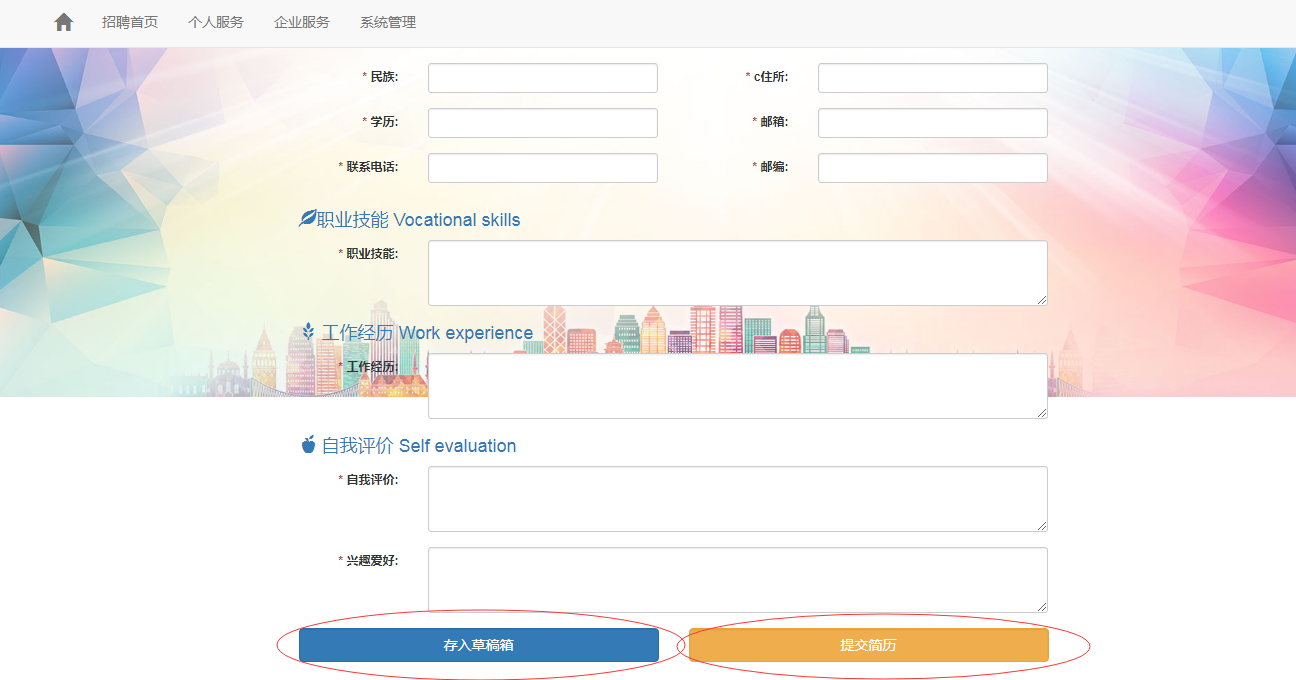 招聘首页 个人服务 企业服务 系统管理
* 民族: * c住所:
* 学历: * 邮箱:
* 联系电话: * 邮编:
职业技能 Vocational skills
* 职业技能:
工作经历 Work experience
* 工作经历:
自我评价 Self evaluation
* 自我评价:
* 兴趣爱好:
存入草稿箱 提交简历